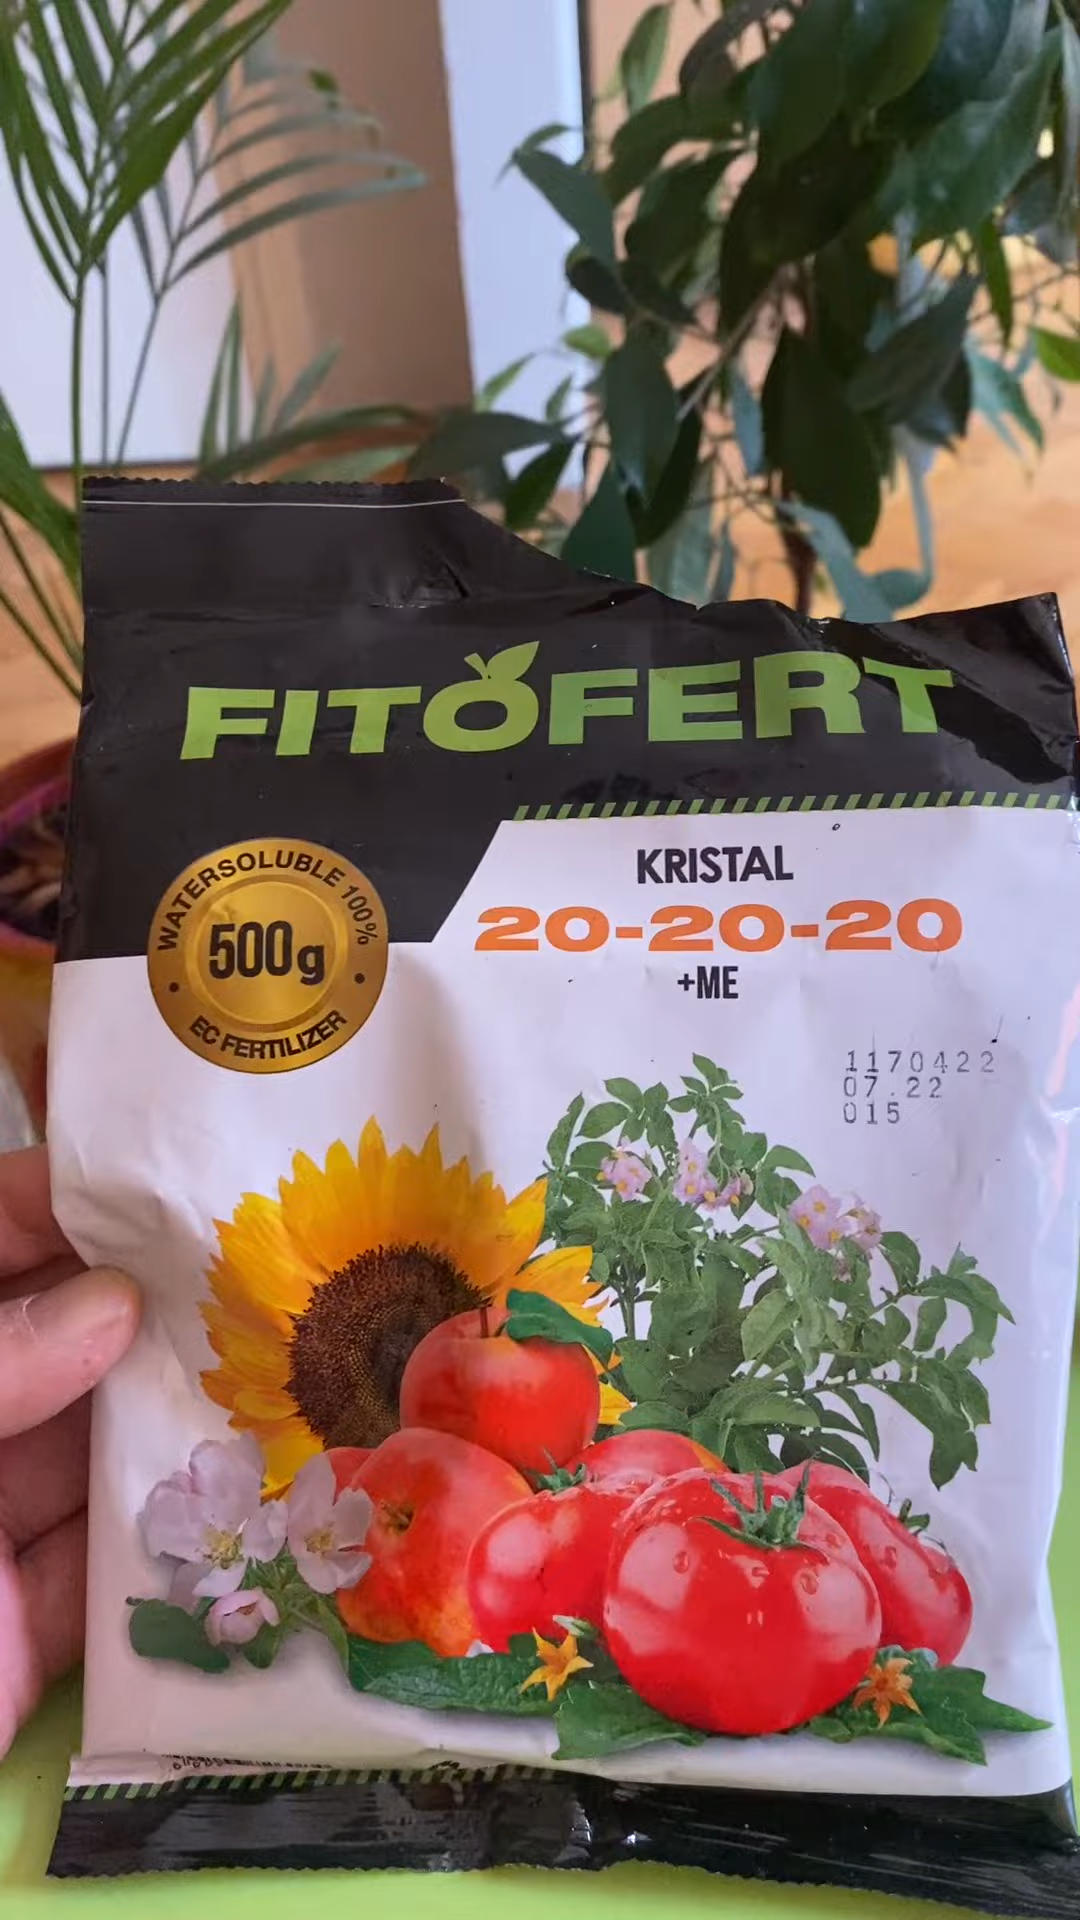 FITOFERT
KRISTAL
20-20-20
+ME
WATERSOLUBLE 100%
500g
EC FERTILIZER
1170422
07.22
015